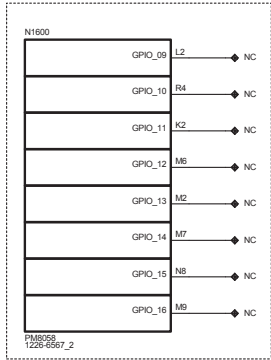 N1600
GPIO_09 L2 NC
GPIO_10 R4 NC
GPIO_11 K2 NC
GPIO_12 M6 NC
GPIO_13 M2 NC
GPIO_14 M7 NC
GPIO_15 N8 NC
GPIO_16 M9 NC
PM8058
1226-6567_2